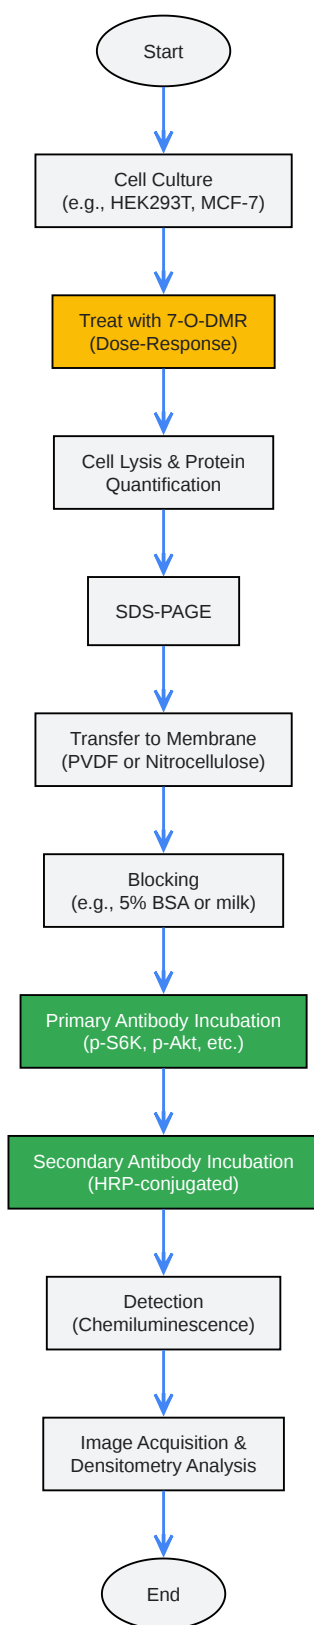 Start
Cell Culture
(e.g., HEK293T, MCF-7)
Treat with 7-O-DMR
(Dose-Response)
Cell Lysis & Protein
Quantification
SDS-PAGE
Transfer to Membrane
(PVDF or Nitrocellulose)
Blocking
(e.g., 5% BSA or milk)
Primary Antibody Incubation
(p-S6K, p-Akt, etc.)
Secondary Antibody Incubation
(HRP-conjugated)
Detection
(Chemiluminescence)
Image Acquisition &
Densitometry Analysis
End